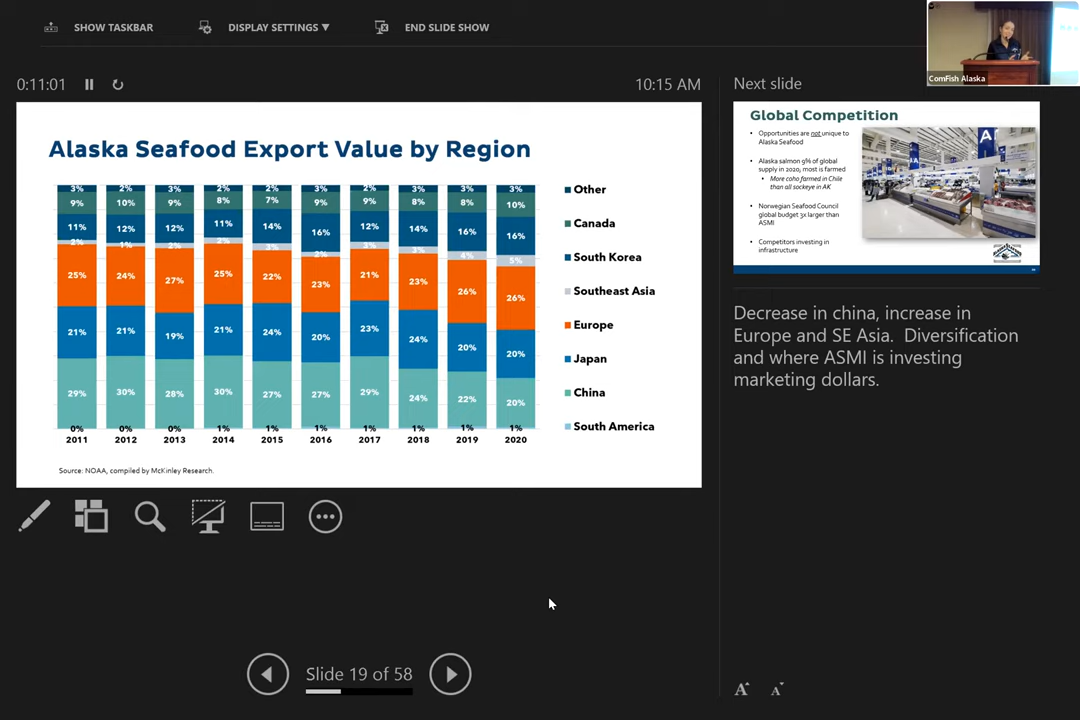 SHOW TASKBAR
DISPLAY SETTINGS ▼
END SLIDE SHOW
ComFish Alaska
0:11:01
10:15 AM
Next slide
Alaska Seafood Export Value by Region
3% 2% 3% 2% 2% 3% 2% 3% 3% 3%
9% 10% 9% 8% 7% 9% 9% 8% 8% 10%
11% 12% 12% 11% 14% 16% 12% 14% 16% 16%
2% 1% 2% 2% 2% 2% 3% 3% 4% 5%
25% 24% 27% 25% 22% 23% 21% 23% 26% 26%
21% 21% 19% 21% 24% 20% 23% 24% 20% 20%
29% 30% 28% 30% 27% 27% 29% 24% 22% 20%
0% 0% 0% 1% 1% 1% 1% 1% 1% 1%
2011 2012 2013 2014 2015 2016 2017 2018 2019 2020
Other
Canada
South Korea
Southeast Asia
Europe
Japan
China
South America
Source: NOAA, compiled by McKinley Research.
Global Competition
• Opportunities are not unique to
Alaska Seafood
• Alaska salmon 9% of global
supply in 2020, most is farmed
• More coho farmed in Chile
than all sockeye in AK
• Norwegian Seafood Council
global budget 3x larger than
ASMI
• Competitors investing in
infrastructure
Decrease in china, increase in
Europe and SE Asia. Diversification
and where ASMI is investing
marketing dollars.
Slide 19 of 58
A A